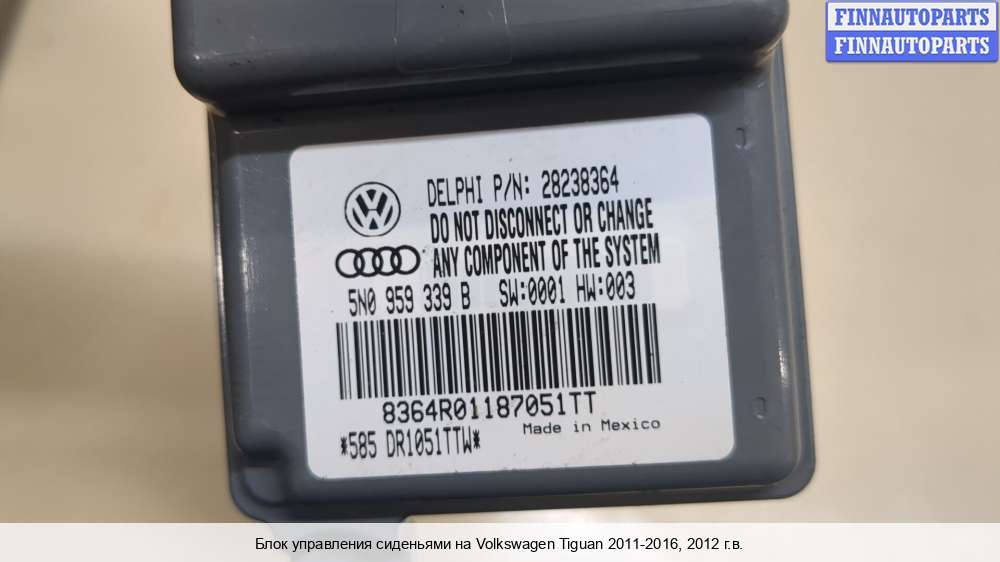 FINNAUTOPARTS
FINNAUTOPARTS
DELPHI P/N: 28238364
DO NOT DISCONNECT OR CHANGE
ANY COMPONENT OF THE SYSTEM
5N0 959 339 B SW:0001 HW:003
8364R01187051TT
Made in Mexico
*585 DR1051TTW*
Блок управления сиденьями на Volkswagen Tiguan 2011-2016, 2012 г.в.